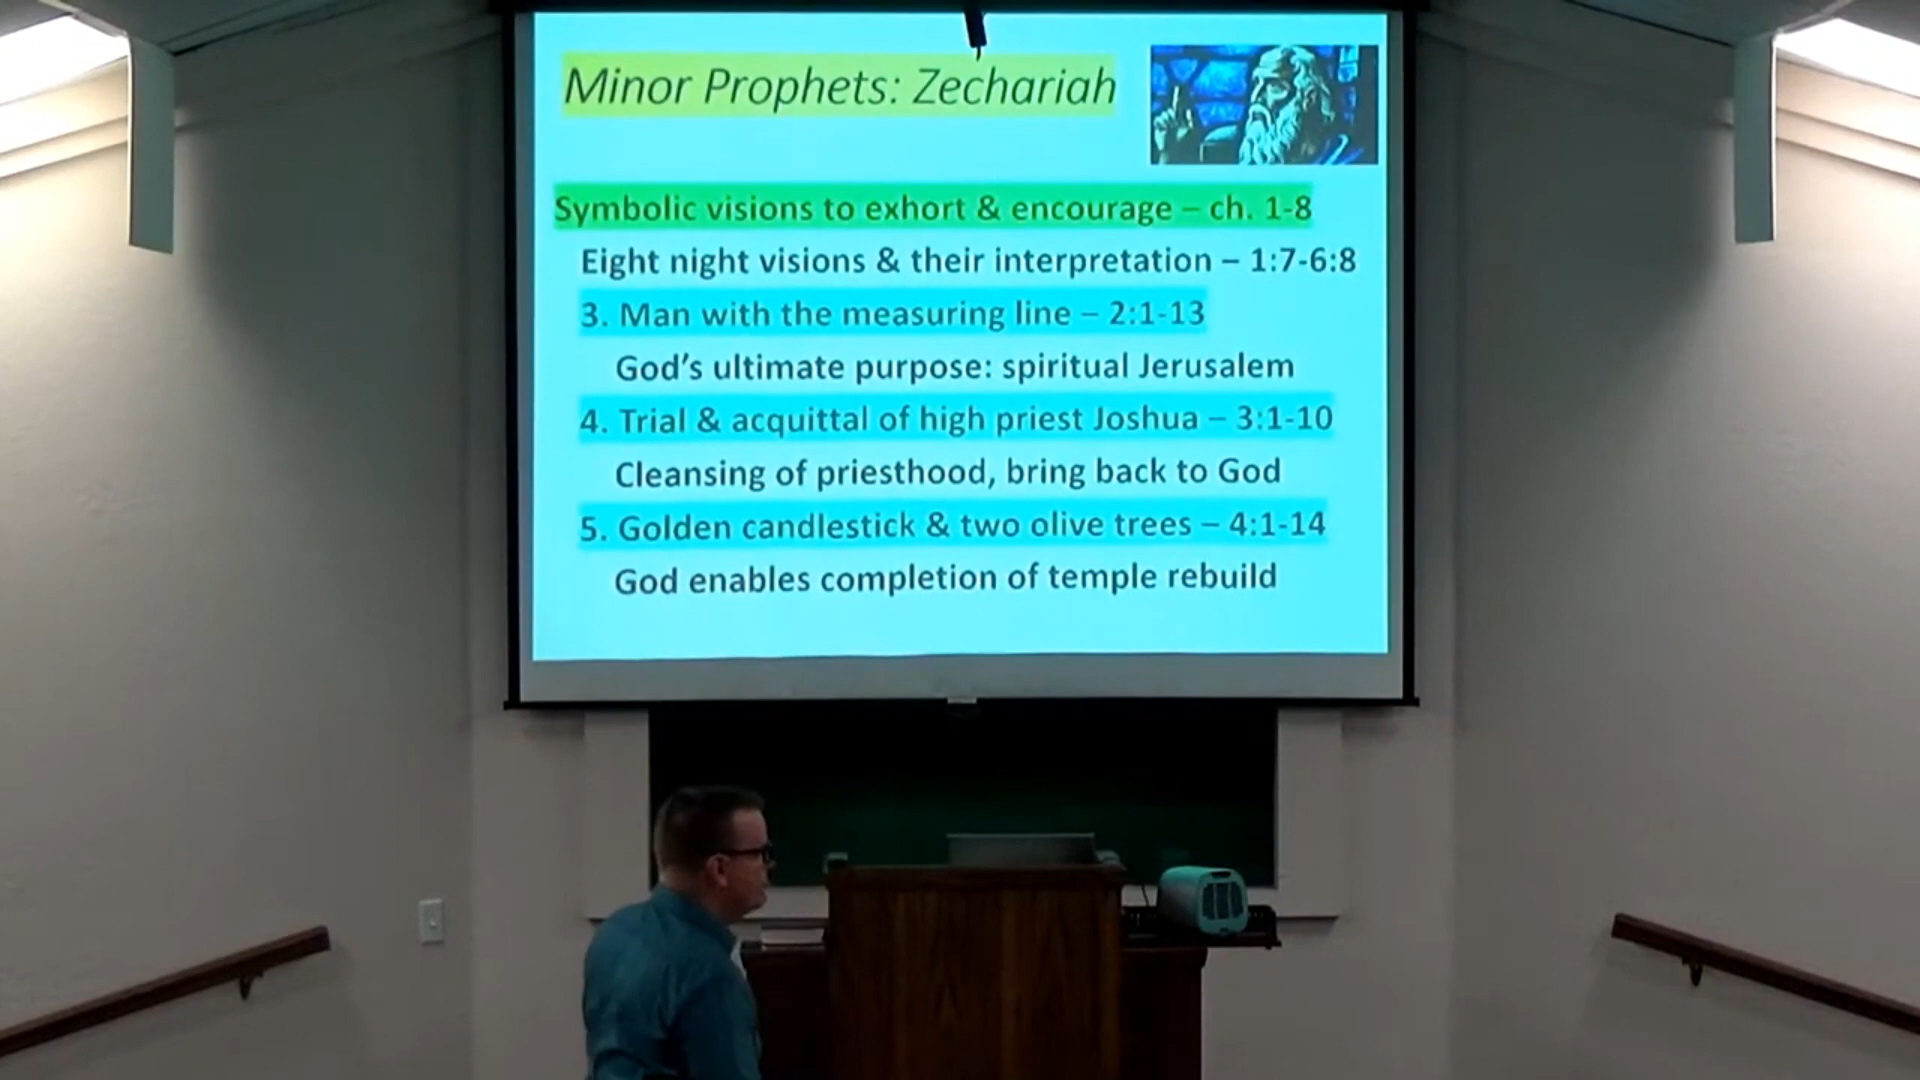 Minor Prophets: Zechariah
Symbolic visions to exhort & encourage – ch. 1-8
Eight night visions & their interpretation – 1:7-6:8
3. Man with the measuring line – 2:1-13
God’s ultimate purpose: spiritual Jerusalem
4. Trial & acquittal of high priest Joshua – 3:1-10
Cleansing of priesthood, bring back to God
5. Golden candlestick & two olive trees – 4:1-14
God enables completion of temple rebuild